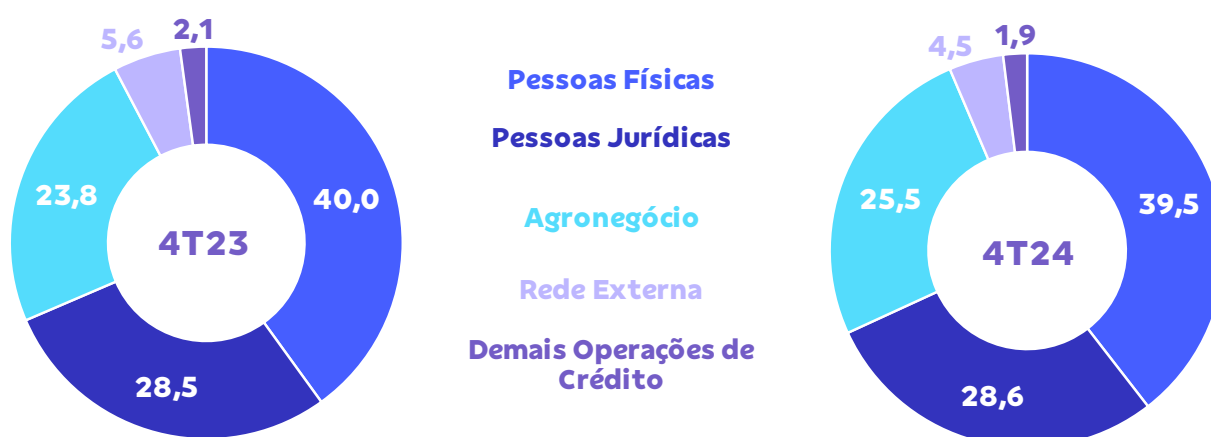 5,6
2,1
23,8
40,0
4T23
28,5
Pessoas Físicas
Pessoas Jurídicas
Agronegócio
Rede Externa
Demais Operações de
Crédito
4,5
1,9
25,5
39,5
4T24
28,6